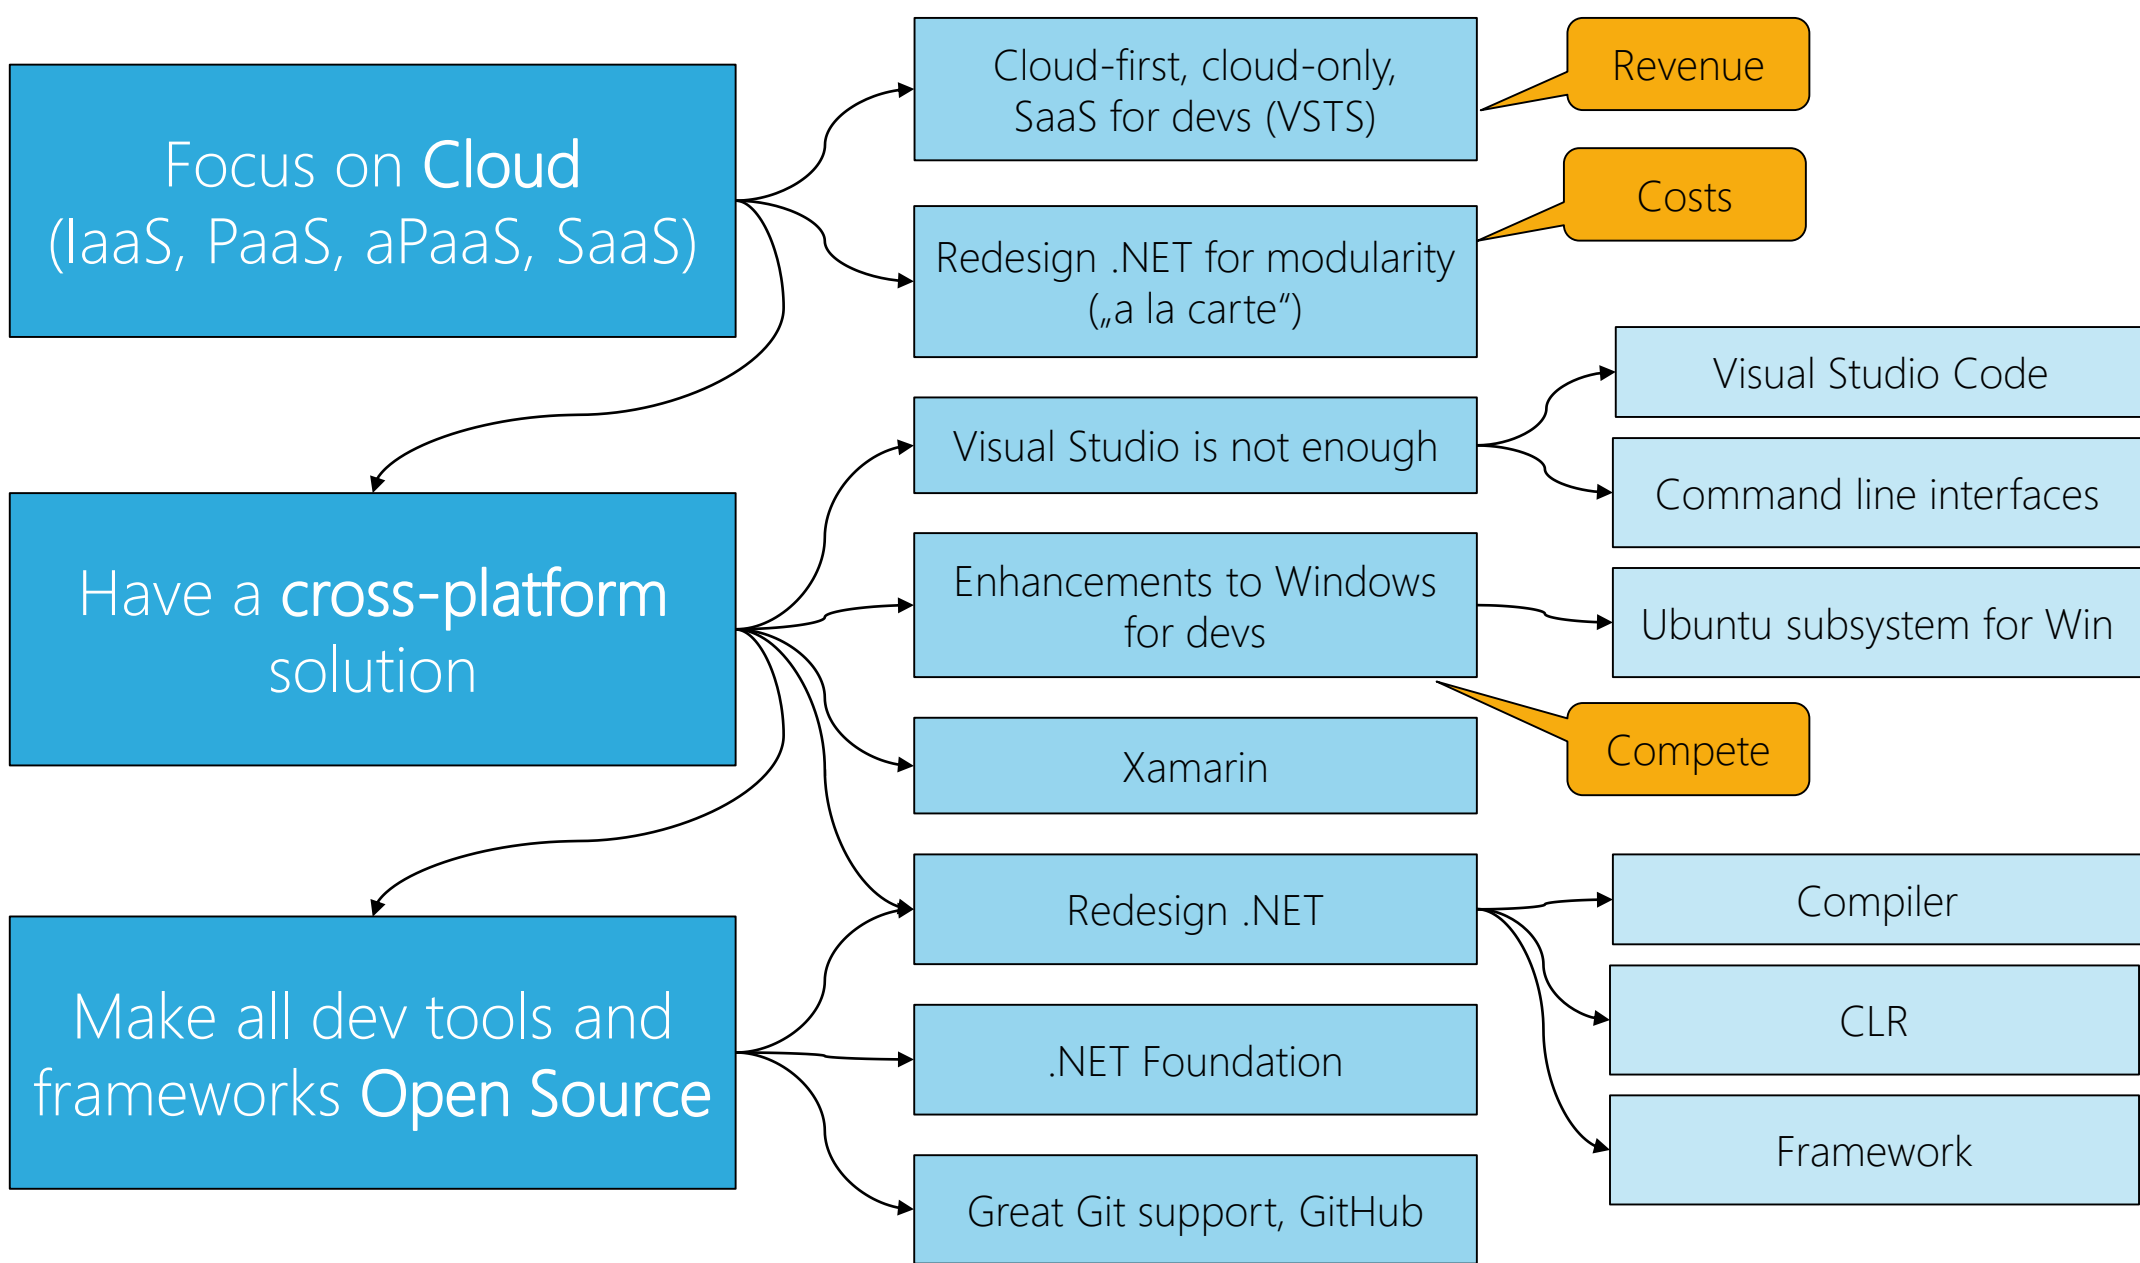 Focus on Cloud
(IaaS, PaaS, aPaaS, SaaS)
Cloud-first, cloud-only,
SaaS for devs (VSTS)
Revenue
Redesign .NET for modularity
(„a la carte“)
Costs
Have a cross-platform
solution
Visual Studio is not enough
Visual Studio Code
Command line interfaces
Enhancements to Windows
for devs
Ubuntu subsystem for Win
Compete
Xamarin
Make all dev tools and
frameworks Open Source
Redesign .NET
Compiler
CLR
Framework
.NET Foundation
Great Git support, GitHub